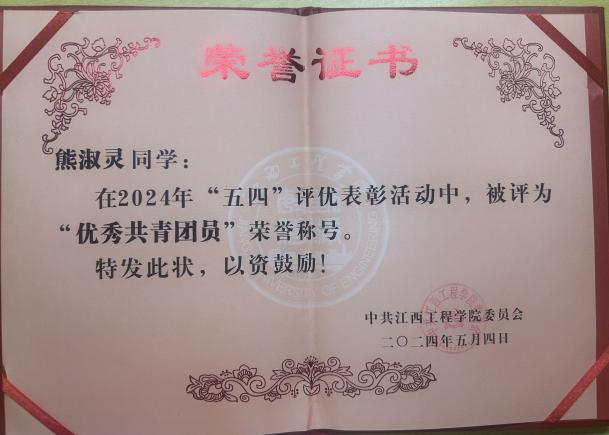 荣誉证书
熊淑灵同学：
在2024年“五四”评优表彰活动中，被评为
“优秀共青团员”荣誉称号。
特发此状，以资鼓励！
中共江西工程学院委员会
二〇二四年五月四日